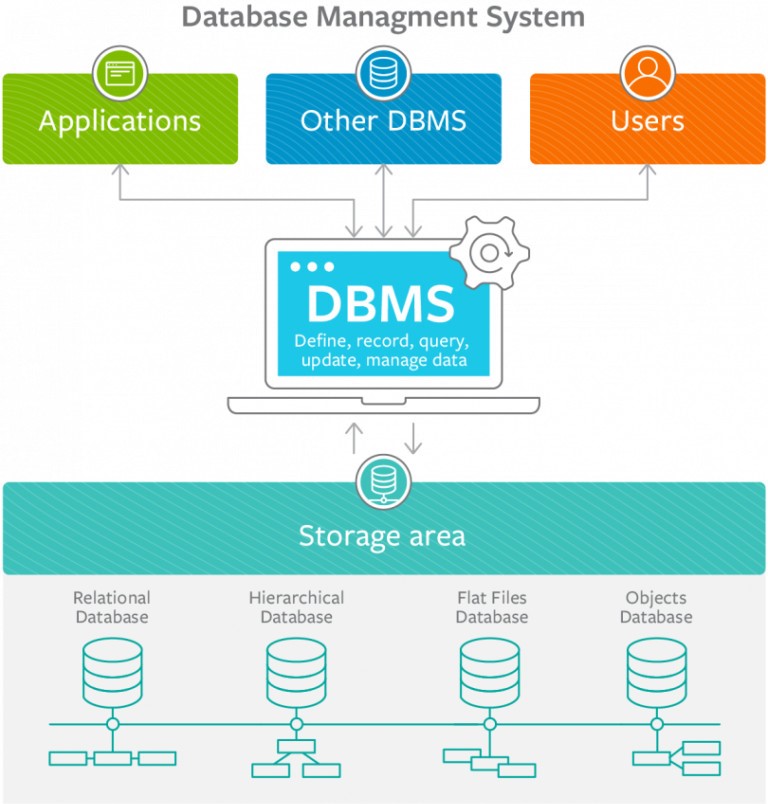 Database Managment System
Applications
Other DBMS
Users
DBMS
Define, record, query,
update, manage data
Storage area
Relational
Database
Hierarchical
Database
Flat Files
Database
Objects
Database